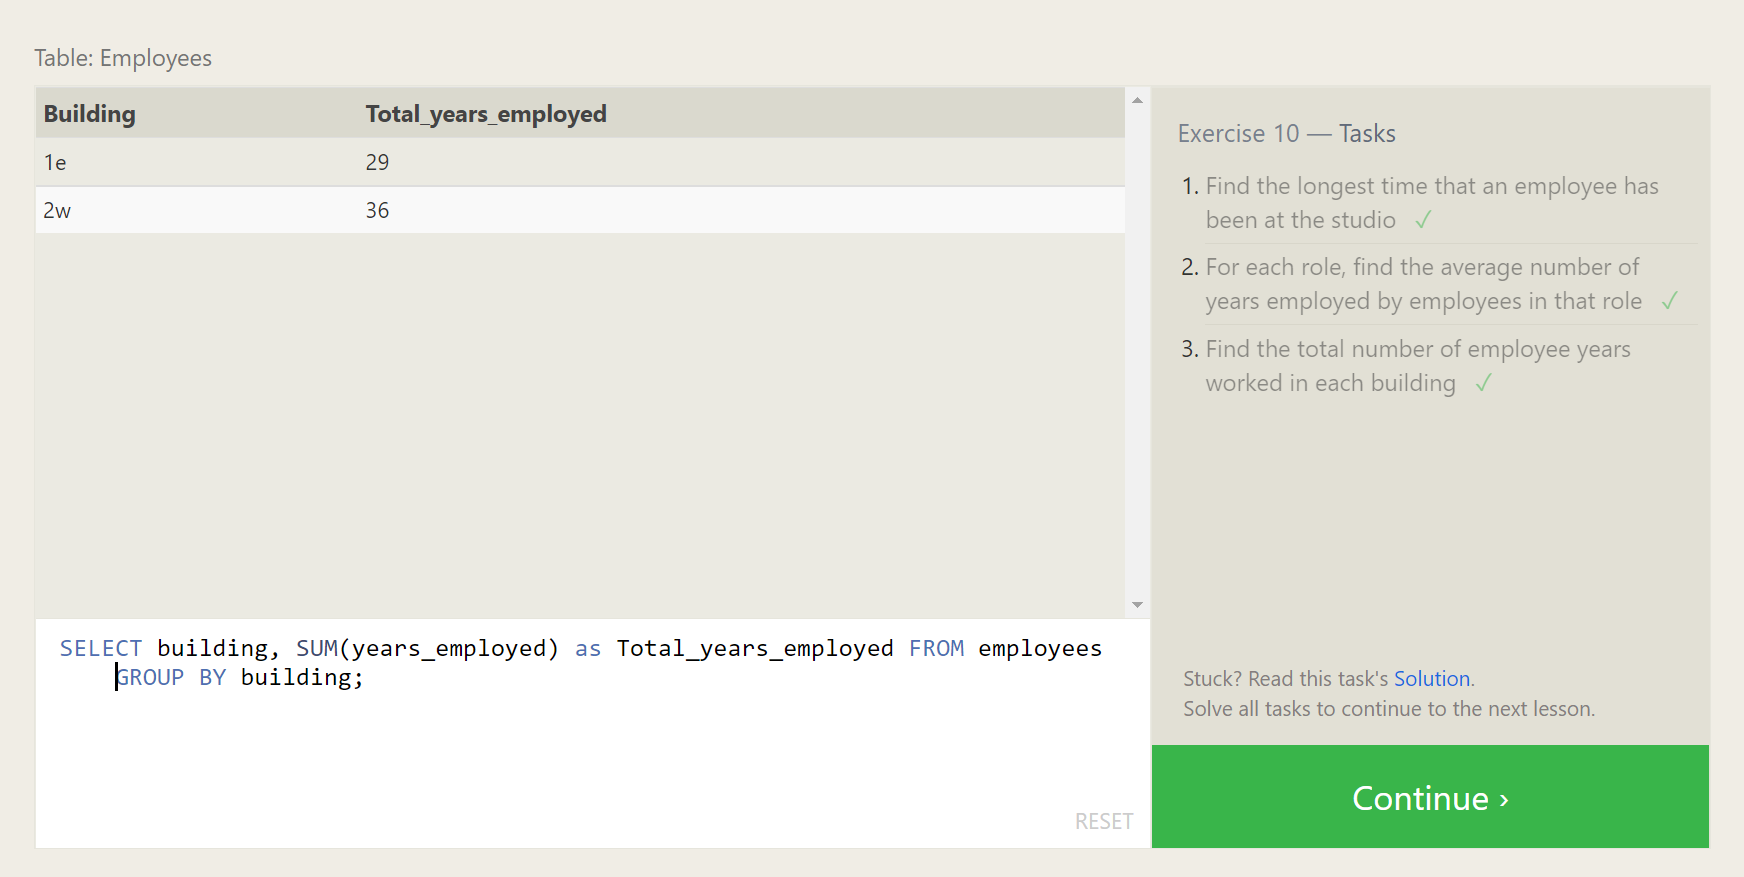 Table: Employees
Building Total_years_employed
1e 29
2w 36
SELECT building, SUM(years_employed) as Total_years_employed FROM employees
GROUP BY building;
RESET
Exercise 10 — Tasks
1. Find the longest time that an employee has
been at the studio ✓
2. For each role, find the average number of
years employed by employees in that role ✓
3. Find the total number of employee years
worked in each building ✓
Stuck? Read this task's Solution.
Solve all tasks to continue to the next lesson.
Continue ›